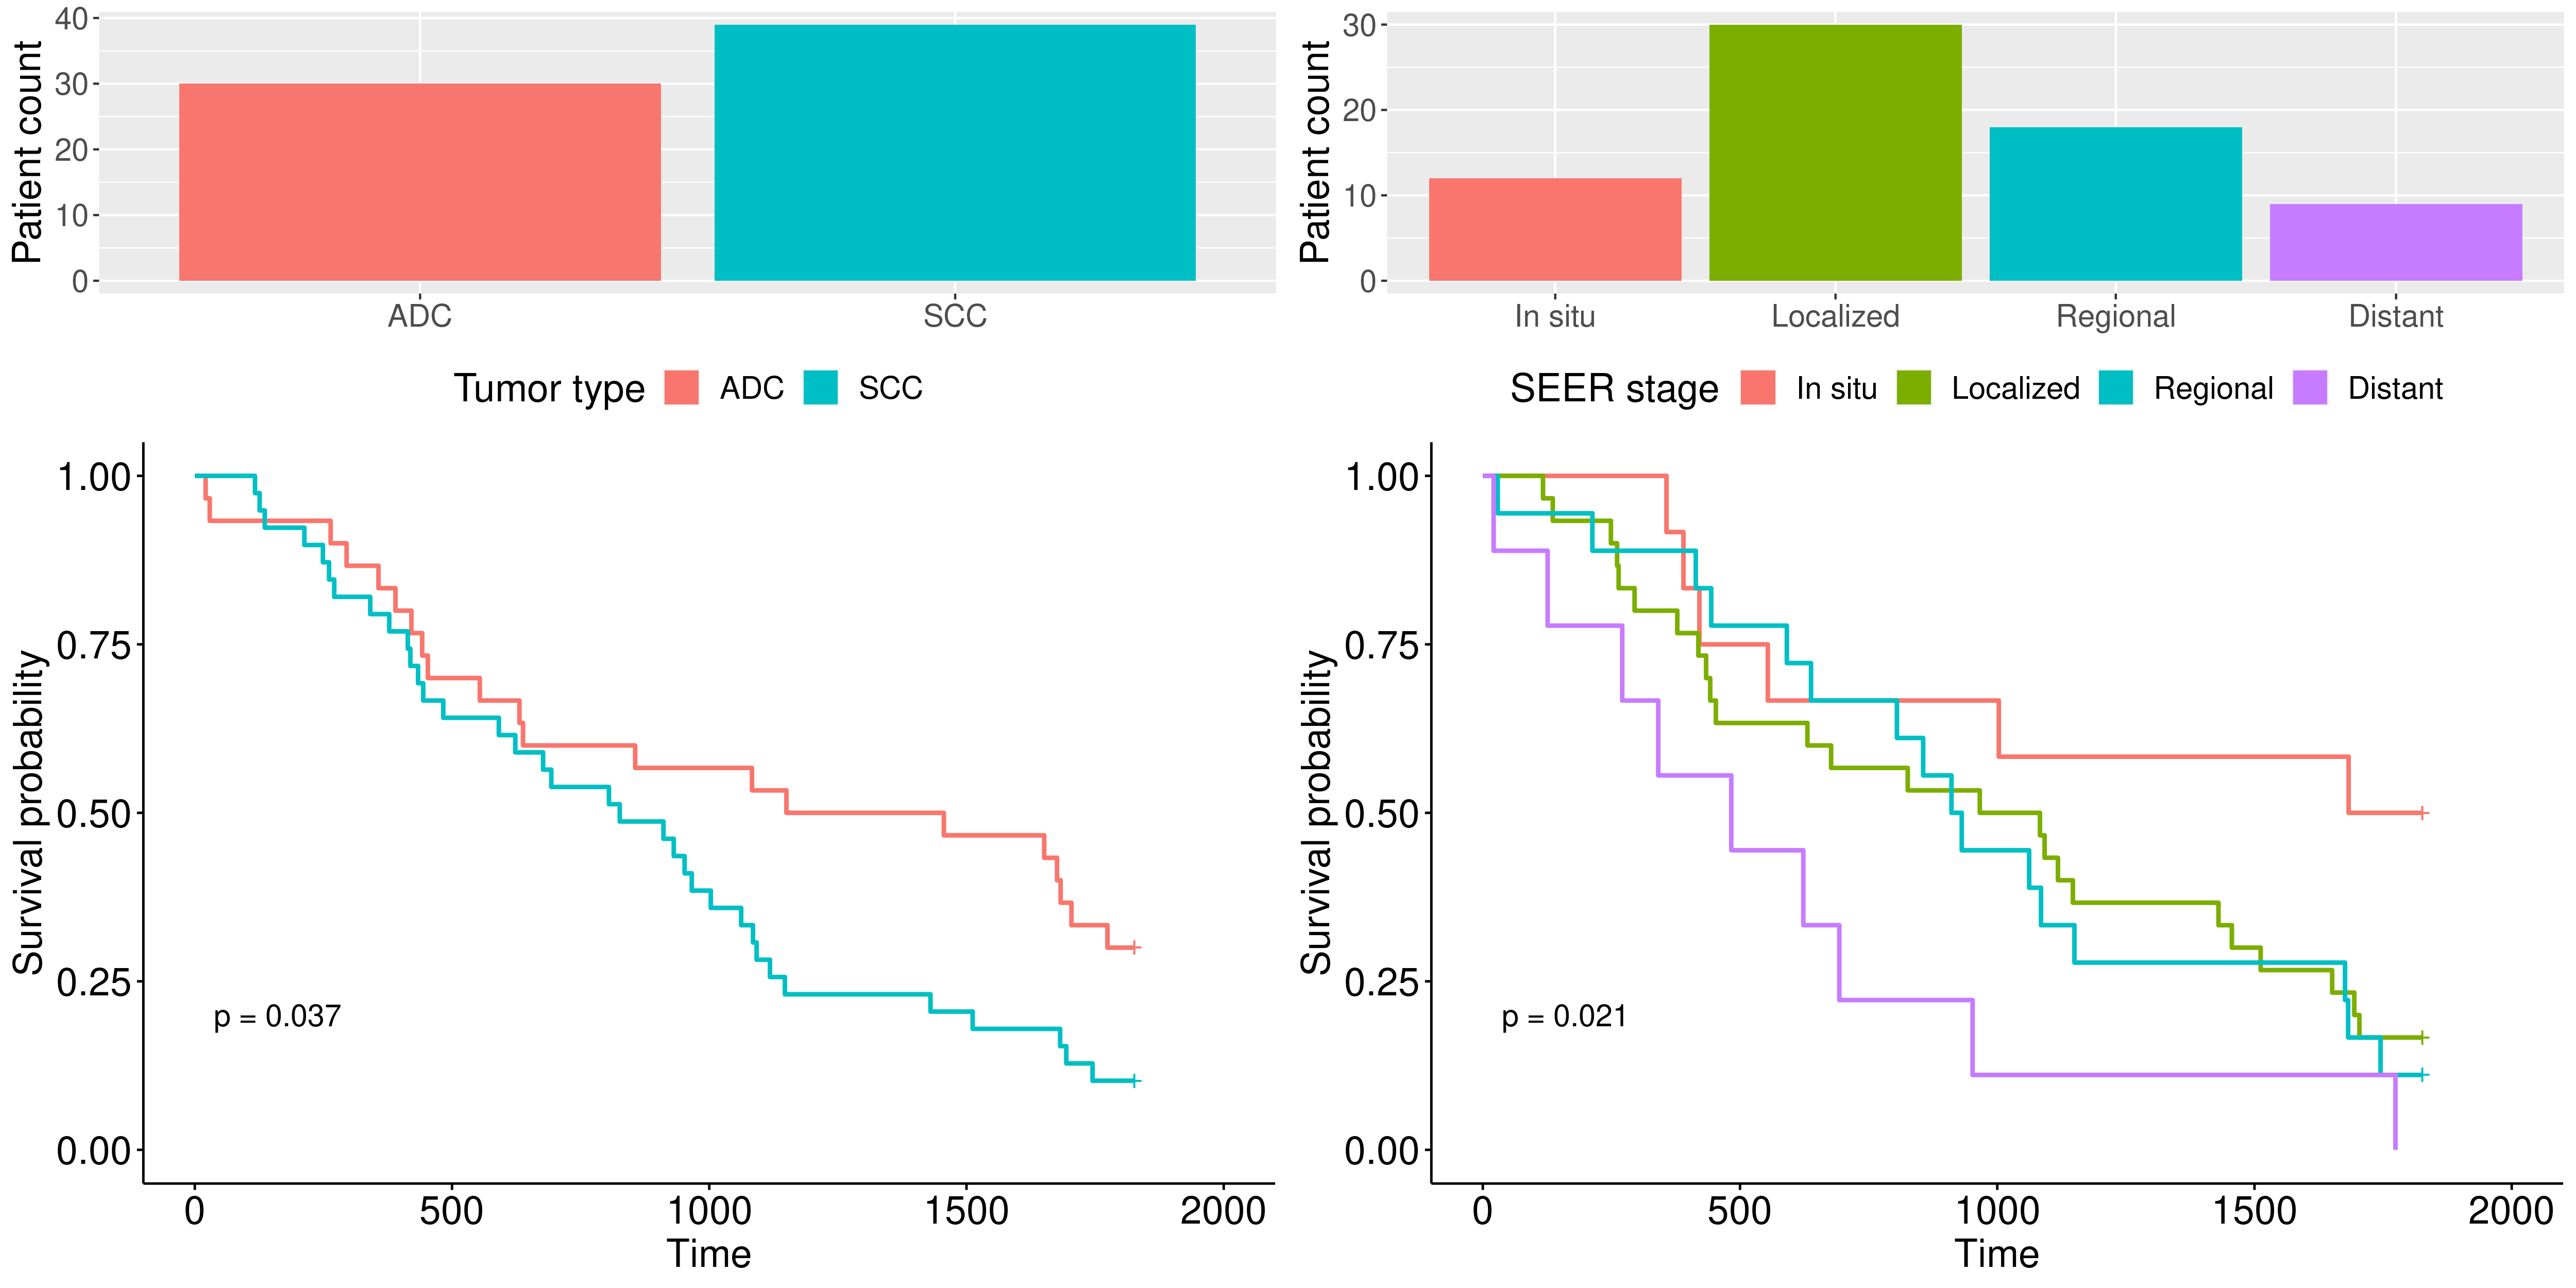 Patient count
40
30
20
10
0
ADC SCC
Tumor type ADC SCC
Survival probability
1.00
0.75
0.50
0.25
0.00
p = 0.037
0 500 1000 1500 2000
Time
Patient count
30
20
10
0
In situ Localized Regional Distant
SEER stage In situ Localized Regional Distant
Survival probability
1.00
0.75
0.50
0.25
0.00
p = 0.021
0 500 1000 1500 2000
Time